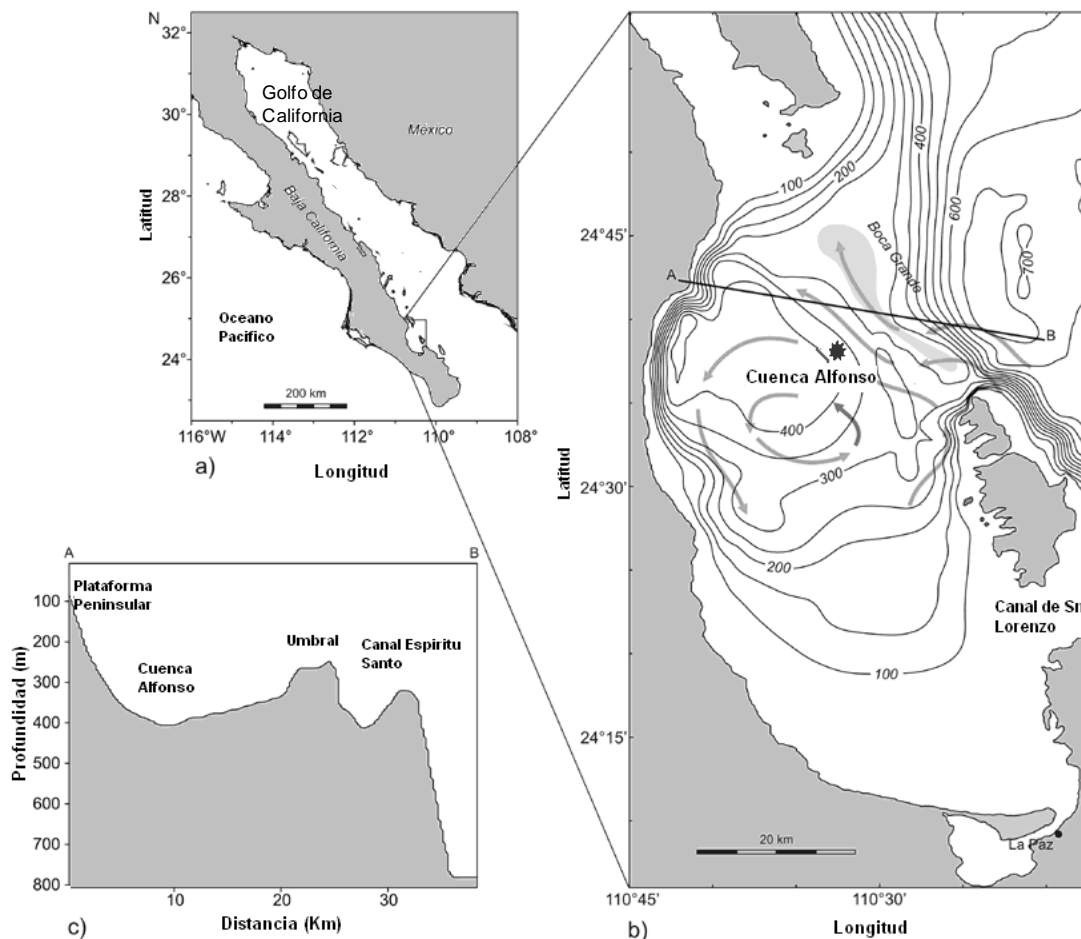 N
32°
30°
28°
26°
24°
Latitud
Golfo de
California
México
Baja California
Oceano
Pacifico
200 km
116°W
114°
112°
110°
108°
a)
Longitud
24°45'
24°30'
24°15'
Latitud
100
200
400
600
700
Boca Grande
A
B
Cuenca Alfonso
400
300
200
100
Canal de Sn
Lorenzo
20 km
La Paz
110°45'
110°30'
Longitud
b)
A
B
100
200
300
400
500
600
700
800
Profundidad (m)
Plataforma
Peninsular
Cuenca
Alfonso
Umbral
Canal Espiritu
Santo
10
20
30
Distancia (Km)
c)